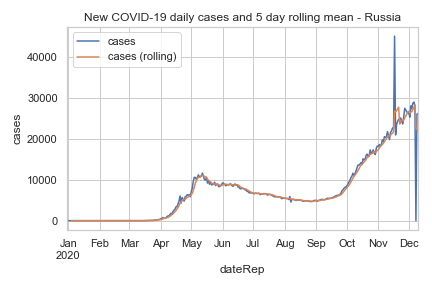 New COVID-19 daily cases and 5 day rolling mean - Russia
cases
cases (rolling)
40000
30000
20000
10000
0
cases
Jan Feb Mar Apr May Jun Jul Aug Sep Oct Nov Dec
2020
dateRep